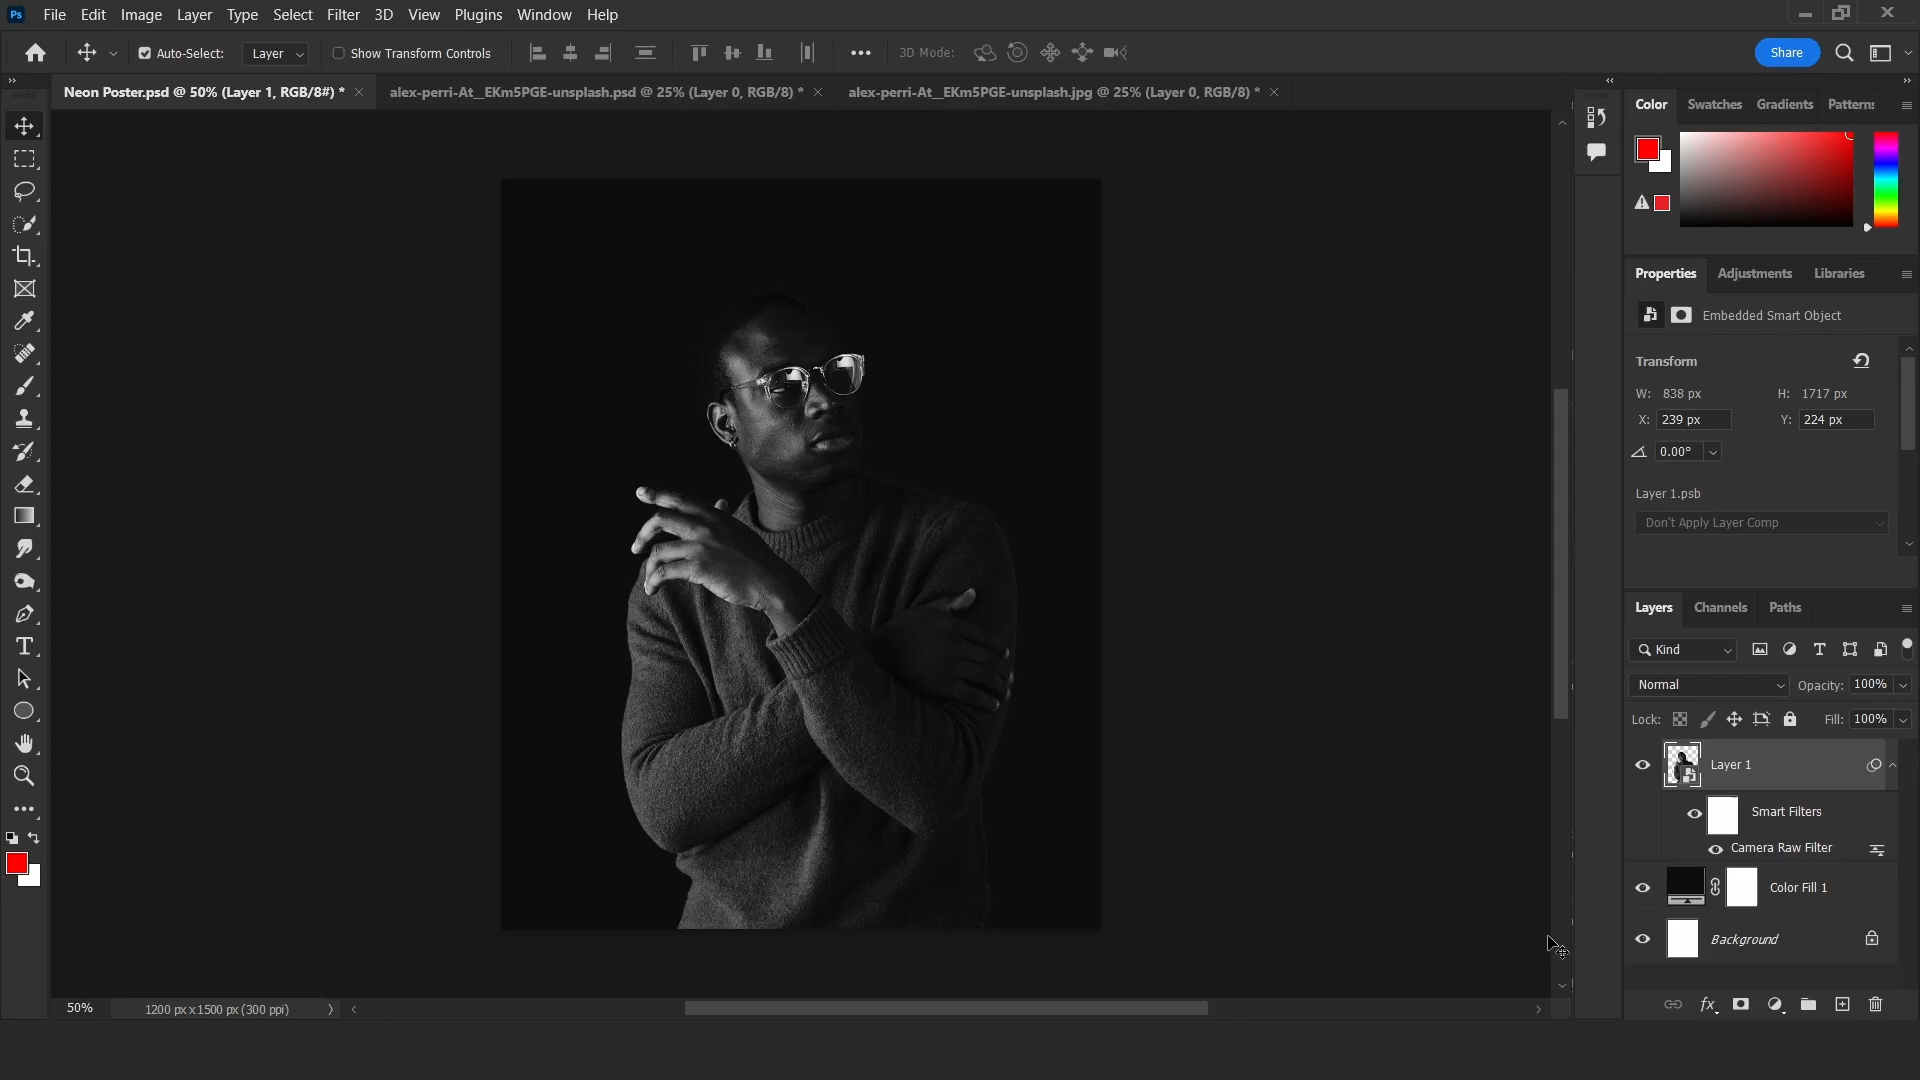 Ps File Edit Image Layer Type Select Filter 3D View Plugins Window Help
Auto-Select: Layer Show Transform Controls 3D Mode: Share
Neon Poster.psd @ 50% (Layer 1, RGB/8#) * alex-perri-At__EKm5PGE-unsplash.psd @ 25% (Layer 0, RGB/8) * alex-perri-At__EKm5PGE-unsplash.jpg @ 25% (Layer 0, RGB/8) *
Color Swatches Gradients Patterns
Properties Adjustments Libraries
Embedded Smart Object
Transform
W: 838 px H: 1717 px
X: 239 px Y: 224 px
0.00°
Layer 1.psb
Don't Apply Layer Comp
Layers Channels Paths
Kind
Normal Opacity: 100%
Lock: Fill: 100%
Layer 1
Smart Filters
Camera Raw Filter
Color Fill 1
Background
50% 1200 px x 1500 px (300 ppi)